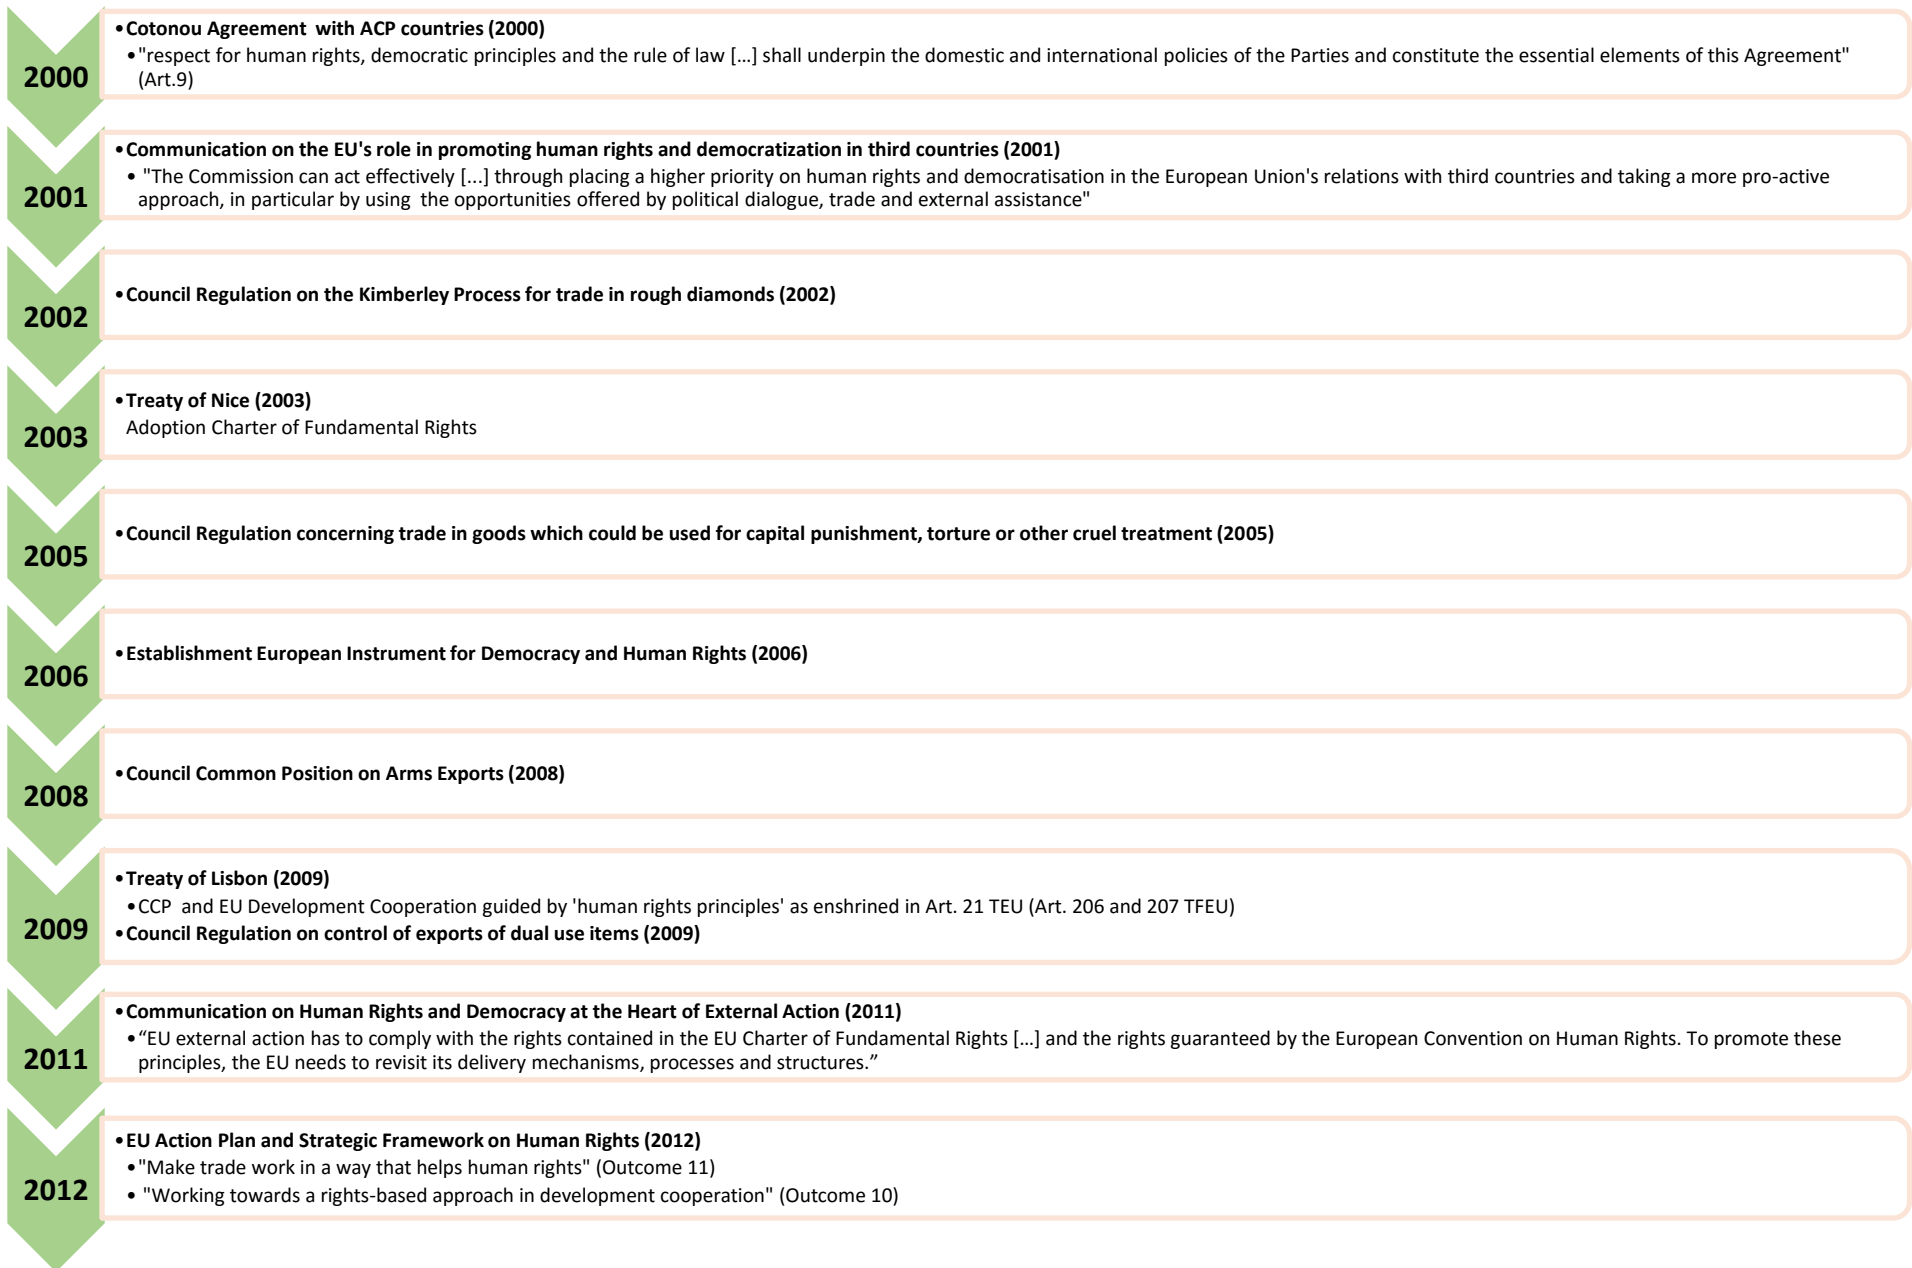 2000
•Cotonou Agreement  with ACP countries (2000)
•"respect for human rights, democratic principles and the rule of law […] shall underpin the domestic and international policies of the Parties and constitute the essential elements of this Agreement"
(Art.9)
2001
•Communication on the EU's role in promoting human rights and democratization in third countries (2001)
• "The Commission can act effectively [...] through placing a higher priority on human rights and democratisation in the European Union's relations with third countries and taking a more pro-active
approach, in particular by using  the opportunities offered by political dialogue, trade and external assistance"
2002
•Council Regulation on the Kimberley Process for trade in rough diamonds (2002)
2003
•Treaty of Nice (2003)
Adoption Charter of Fundamental Rights
2005
•Council Regulation concerning trade in goods which could be used for capital punishment, torture or other cruel treatment (2005)
2006
•Establishment European Instrument for Democracy and Human Rights (2006)
2008
•Council Common Position on Arms Exports (2008)
2009
•Treaty of Lisbon (2009)
•CCP  and EU Development Cooperation guided by 'human rights principles' as enshrined in Art. 21 TEU (Art. 206 and 207 TFEU)
•Council Regulation on control of exports of dual use items (2009)
2011
•Communication on Human Rights and Democracy at the Heart of External Action (2011)
•“EU external action has to comply with the rights contained in the EU Charter of Fundamental Rights […] and the rights guaranteed by the European Convention on Human Rights. To promote these
principles, the EU needs to revisit its delivery mechanisms, processes and structures.”
2012
•EU Action Plan and Strategic Framework on Human Rights (2012)
•"Make trade work in a way that helps human rights" (Outcome 11)
• "Working towards a rights-based approach in development cooperation" (Outcome 10)